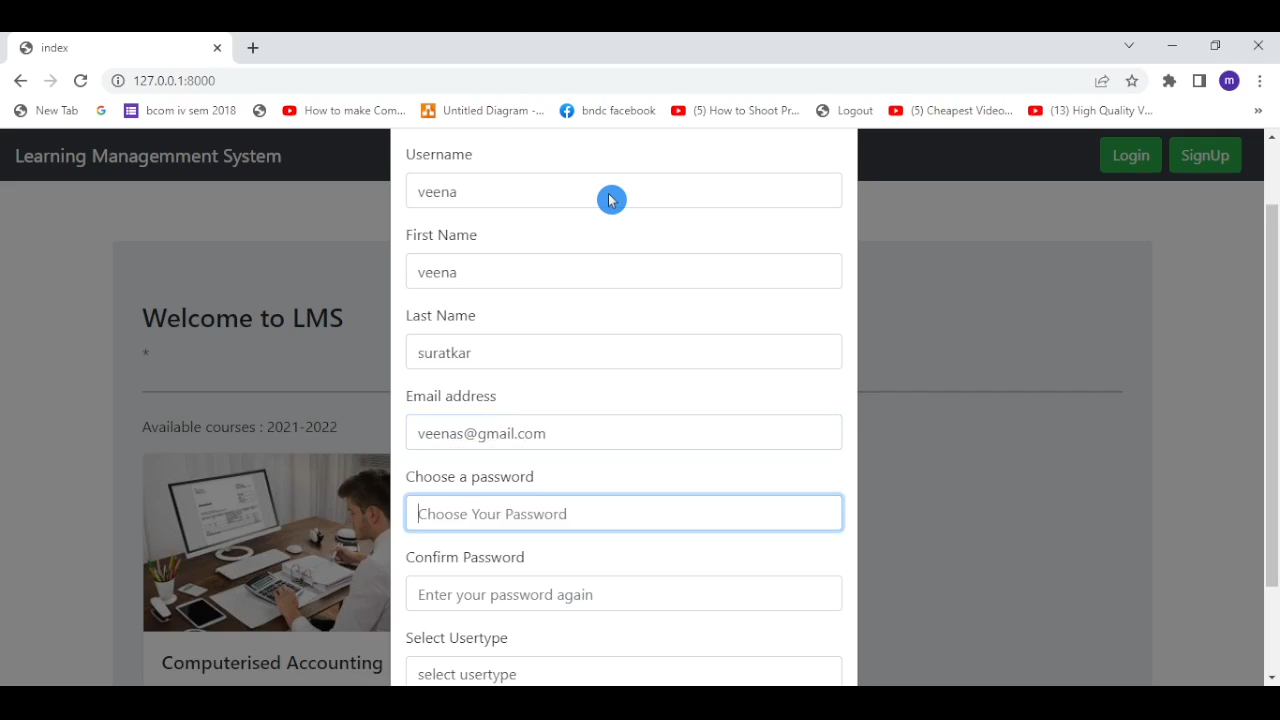 index
127.0.0.1:8000
m
New Tab
bcom iv sem 2018
How to make Com...
Untitled Diagram -...
bndc facebook
(5) How to Shoot Pr...
Logout
(5) Cheapest Video...
(13) High Quality V...
»
Learning Managemment System
Login
SignUp
Username
veena
First Name
veena
Last Name
suratkar
Email address
veenas@gmail.com
Choose a password
Choose Your Password
Confirm Password
Enter your password again
Select Usertype
select usertype
Welcome to LMS
*
Available courses : 2021-2022
Computerised Accounting